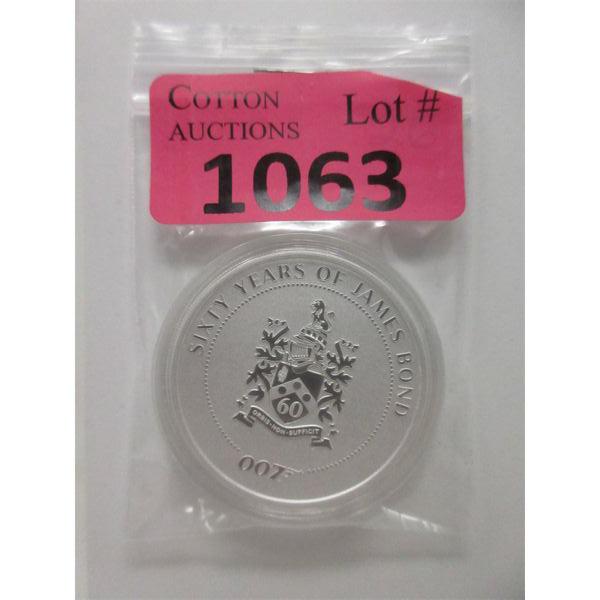 COTTON
AUCTIONS
Lot #
1063
SIXTY YEARS OF JAMES BOND
60
ORBIS·NON·SUFFICIT
007